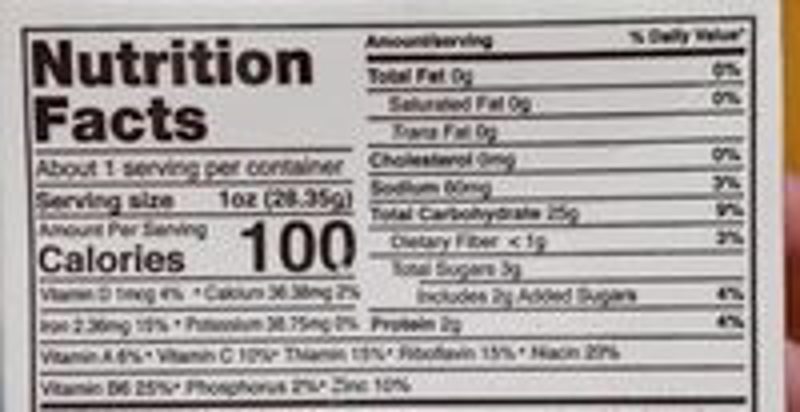 Nutrition
Facts
About 1 serving per container
Serving size 1oz (28.35g)
Amount Per Serving
Calories 100
Vitamin D 1mcg 4% • Calcium 36.38mg 2%
Iron 2.36mg 15% • Potassium 38.75mg 0%
Amount/serving % Daily Value*
Total Fat 0g 0%
Saturated Fat 0g 0%
Trans Fat 0g
Cholesterol 0mg 0%
Sodium 60mg 3%
Total Carbohydrate 25g 9%
Dietary Fiber <1g 3%
Total Sugars 3g
Includes 2g Added Sugars 4%
Protein 2g 4%
Vitamin A 6% • Vitamin C 10% • Thiamin 15% • Riboflavin 15% • Niacin 20%
Vitamin B6 25% • Phosphorus 2% • Zinc 10%